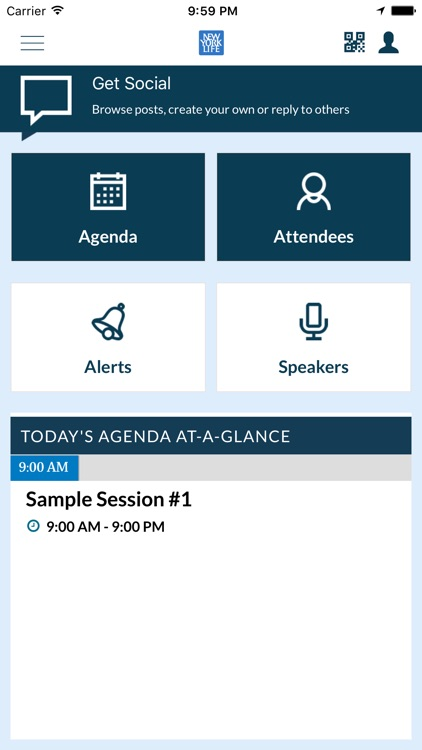 Carrier 9:59 PM
NEW
YORK
LIFE
Get Social
Browse posts, create your own or reply to others
Agenda Attendees
Alerts Speakers
TODAY'S AGENDA AT-A-GLANCE
9:00 AM
Sample Session #1
9:00 AM - 9:00 PM